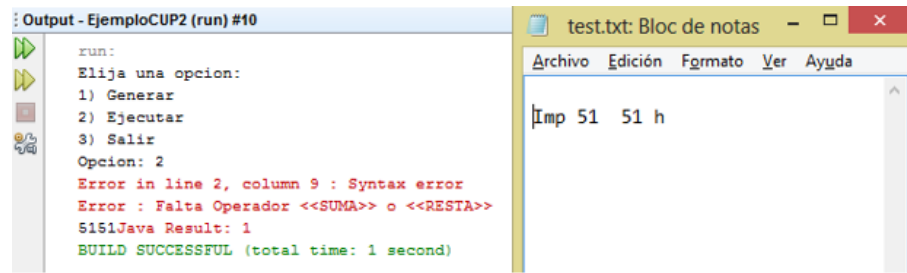 Output - EjemploCUP2 (run) #10
run:
Elija una opcion:
1) Generar
2) Ejecutar
3) Salir
Opcion: 2
Error in line 2, column 9 : Syntax error
Error : Falta Operador <<SUMA>> o <<RESTA>>
5151Java Result: 1
BUILD SUCCESSFUL (total time: 1 second)
test.txt: Bloc de notas
Archivo Edición Formato Ver Ayuda
Imp 51  51 h